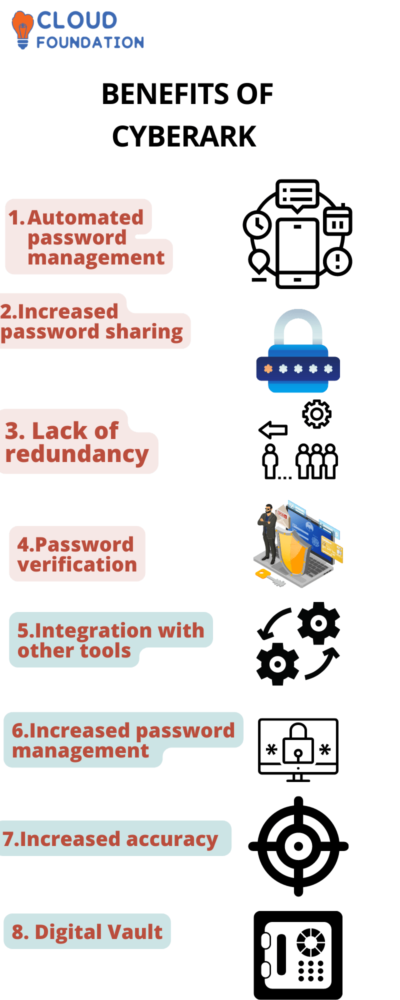 CLOUD
FOUNDATION
BENEFITS OF
CYBERARK
1. Automated
password
management
2.Increased
password sharing
3. Lack of
redundancy
4.Password
verification
5.Integration with
other tools
6.Increased password
management
7.Increased accuracy
8. Digital Vault